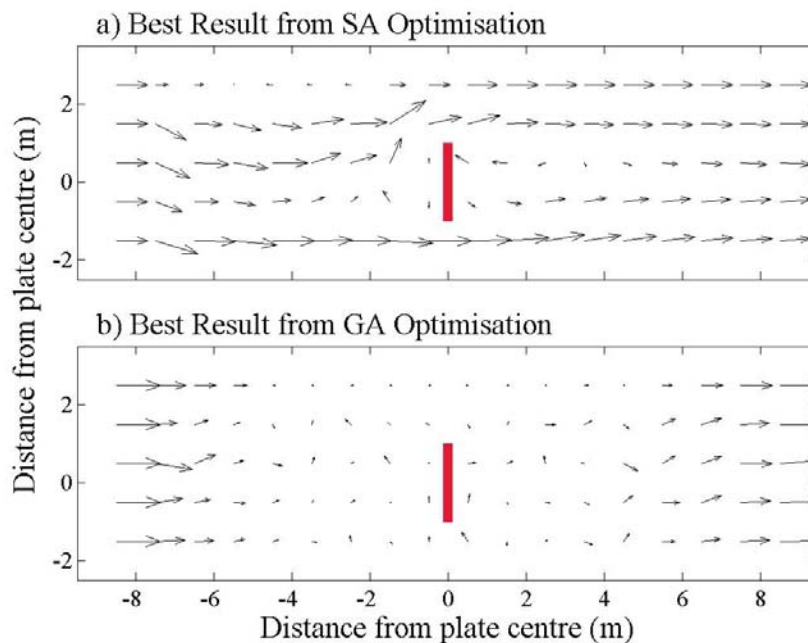 a) Best Result from SA Optimisation
2
0
-2
b) Best Result from GA Optimisation
2
0
-2
-8 -6 -4 -2 0 2 4 6 8
Distance from plate centre (m)
Distance from plate centre (m)